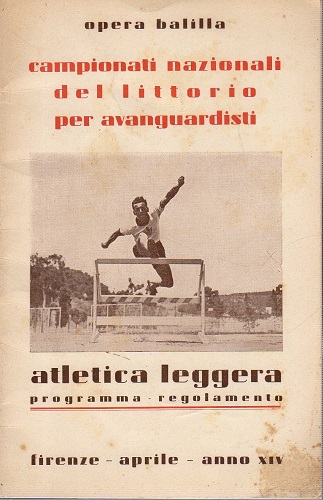 opera balilla
campionati nazionali
del littorio
per avanguardisti
atletica leggera
programma - regolamento
firenze - aprile - anno XIV